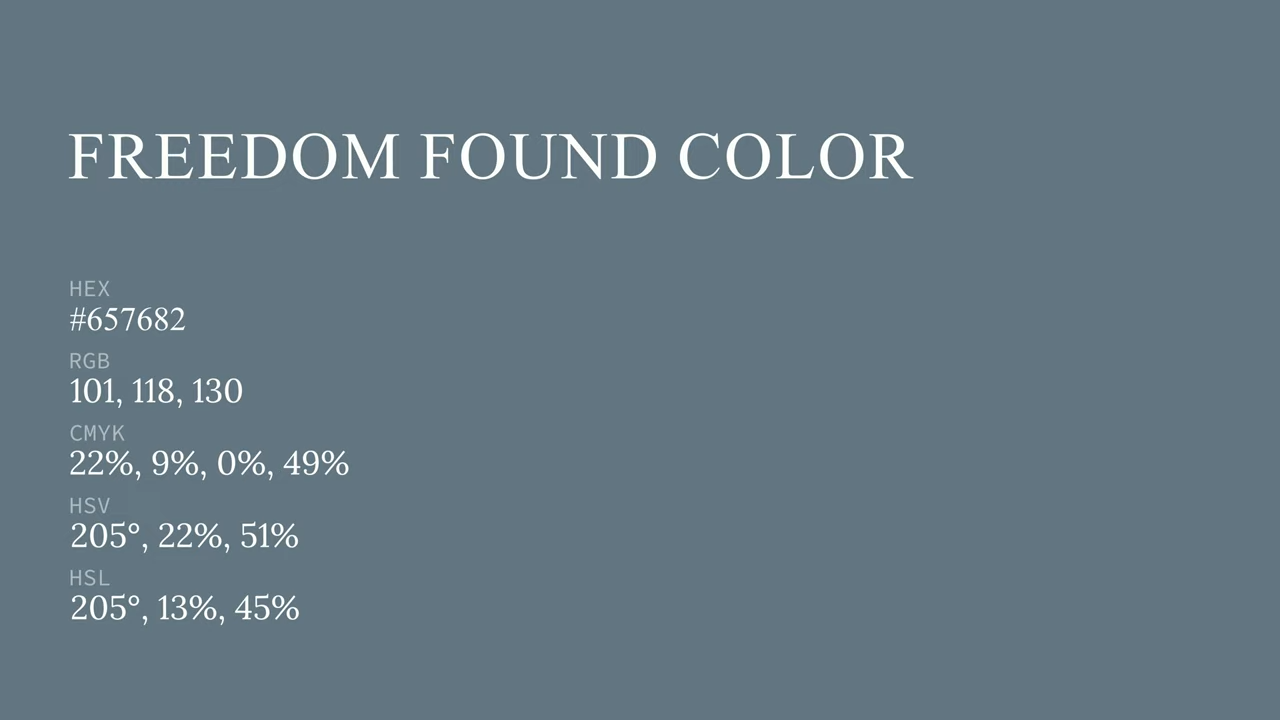 FREEDOM FOUND COLOR
HEX
#657682
RGB
101, 118, 130
CMYK
22%, 9%, 0%, 49%
HSV
205°, 22%, 51%
HSL
205°, 13%, 45%